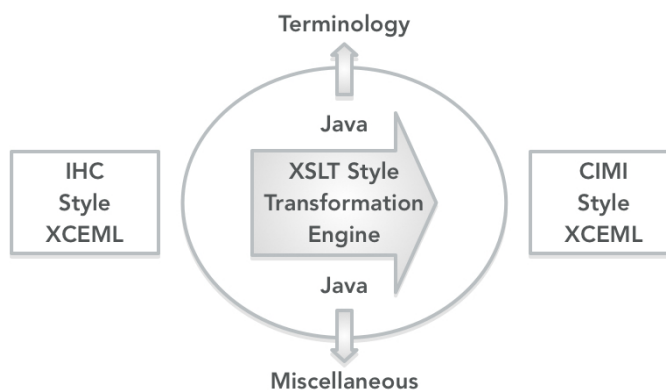 Terminology
Java
IHC
Style
XCEML
XSLT Style
Transformation
Engine
CIMI
Style
XCEML
Java
Miscellaneous